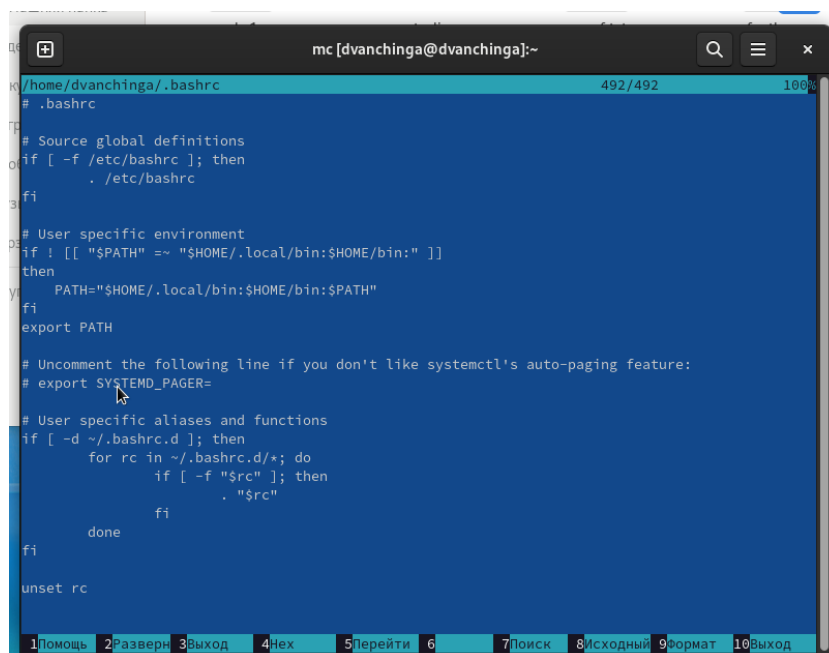 mc [dvanchinga@dvanchinga]:~
/home/dvanchinga/.bashrc 492/492 100%
# .bashrc
# Source global definitions
if [ -f /etc/bashrc ]; then
. /etc/bashrc
fi
# User specific environment
if ! [[ "$PATH" =~ "$HOME/.local/bin:$HOME/bin:" ]]
then
PATH="$HOME/.local/bin:$HOME/bin:$PATH"
fi
export PATH
# Uncomment the following line if you don't like systemctl's auto-paging feature:
# export SYSTEMD_PAGER=
# User specific aliases and functions
if [ -d ~/.bashrc.d ]; then
for rc in ~/.bashrc.d/*; do
if [ -f "$rc" ]; then
. "$rc"
fi
done
fi
unset rc
1Помощь 2Разверн 3Выход 4Hex 5Перейти 6 7Поиск 8Исходный 9Формат 10Выход